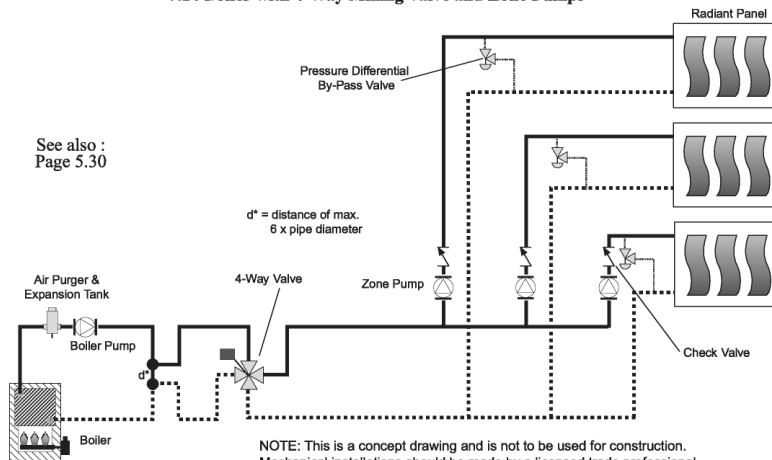 Radiant Panel
Pressure Differential
By-Pass Valve
See also :
Page 5.30
d* = distance of max.
6 x pipe diameter
Air Purger &
Expansion Tank
4-Way Valve
Zone Pump
Boiler Pump
Check Valve
d*
Boiler
NOTE: This is a concept drawing and is not to be used for construction.